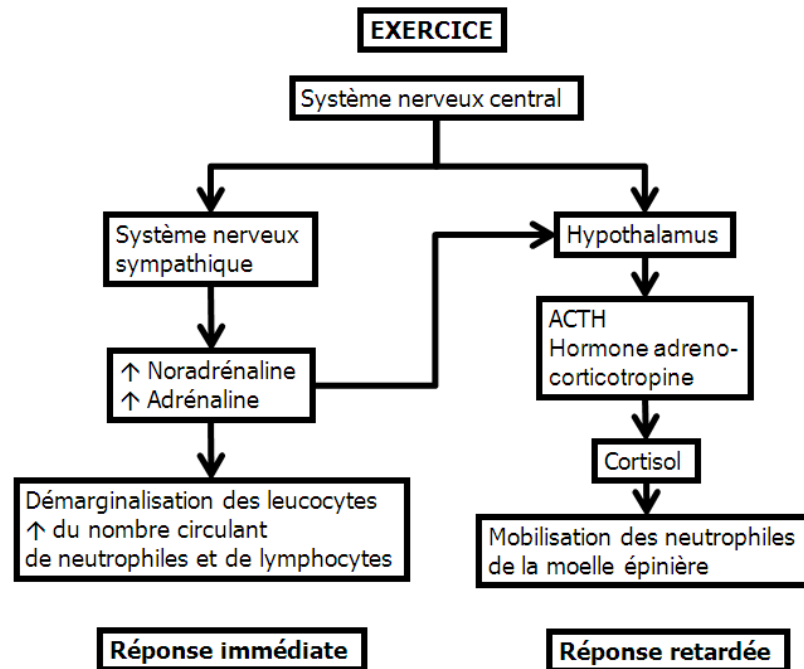 EXERCICE
Système nerveux central
Système nerveux
sympathique
↑ Noradrénaline
↑ Adrénaline
Démarginalisation des leucocytes
↑ du nombre circulant
de neutrophiles et de lymphocytes
Réponse immédiate
Hypothalamus
ACTH
Hormone adreno-
corticotropine
Cortisol
Mobilisation des neutrophiles
de la moelle épinière
Réponse retardée